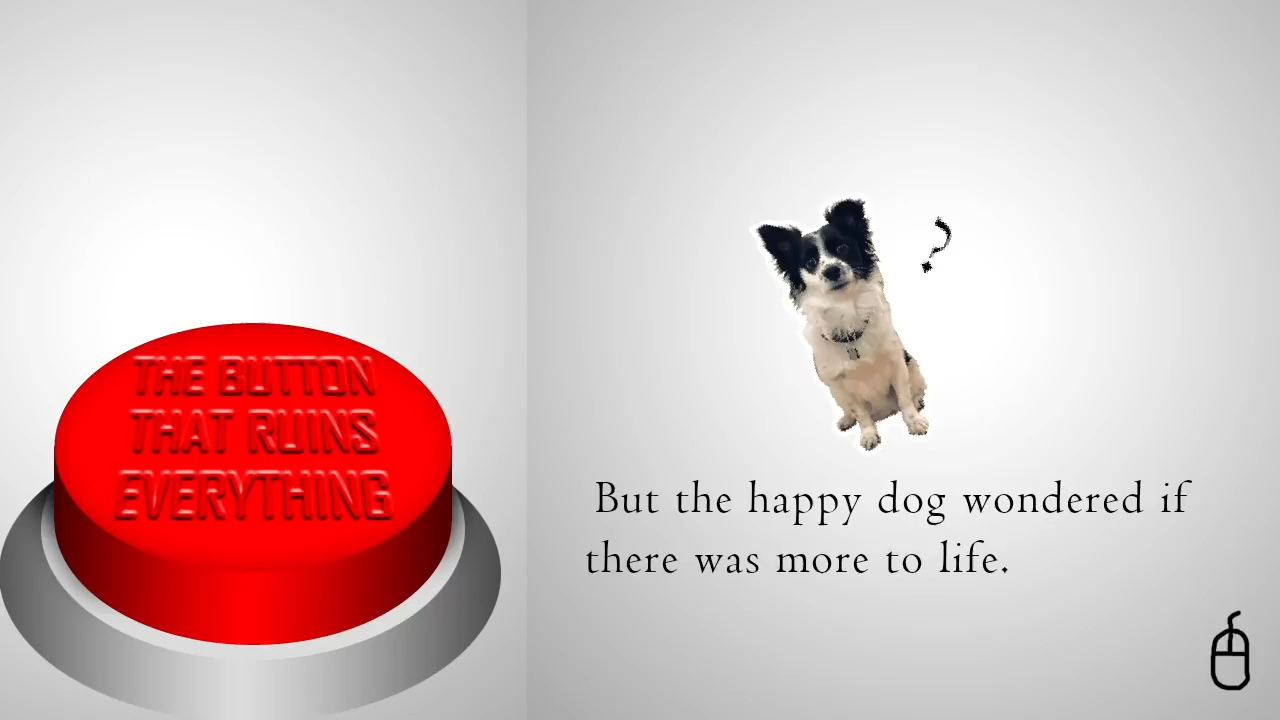 THE BUTTON
THAT RUINS
EVERYTHING
?
But the happy dog wondered if
there was more to life.